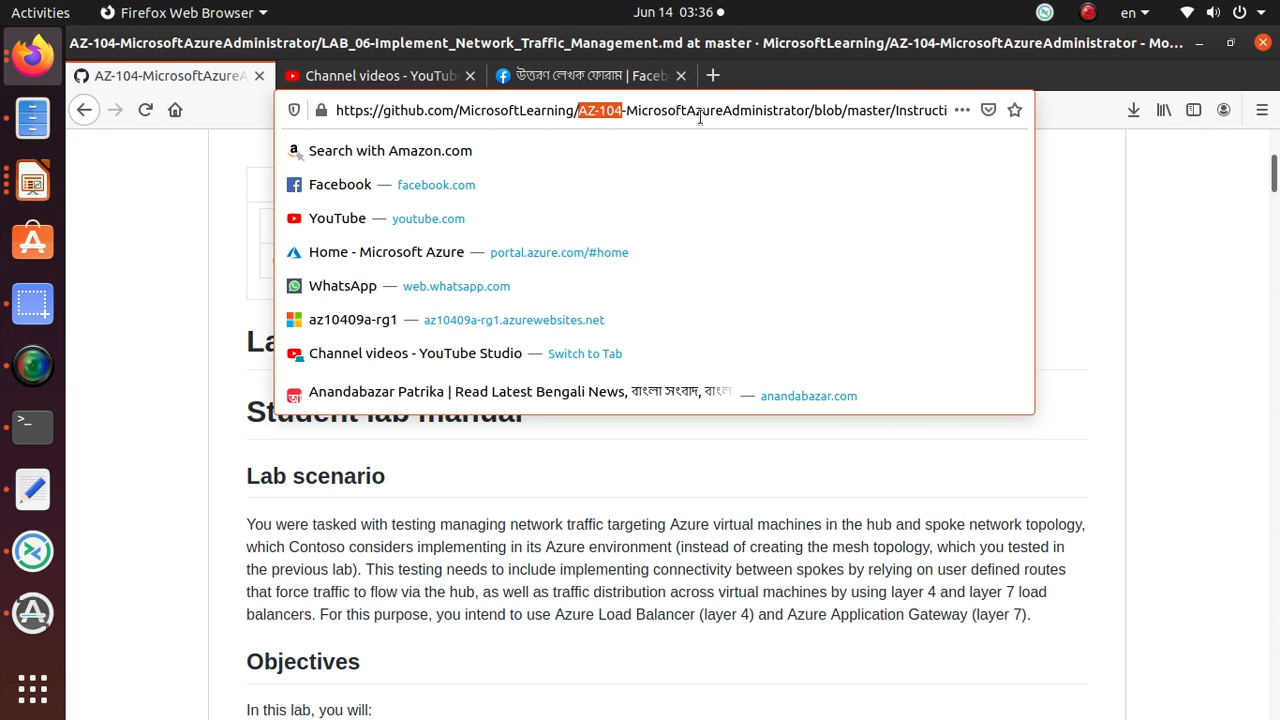 Activities
Firefox Web Browser
Jun 14 03:36
en
AZ-104-MicrosoftAzureAdministrator/LAB_06-Implement_Network_Traffic_Management.md at master · MicrosoftLearning/AZ-104-MicrosoftAzureAdministrator - Mo...
AZ-104-MicrosoftAzureA
Channel videos - YouTub
উত্তরণ লেখক ফোরাম | Faceb
https://github.com/MicrosoftLearning/AZ-104-MicrosoftAzureAdministrator/blob/master/Instructi
Search with Amazon.com
Facebook — facebook.com
YouTube — youtube.com
Home - Microsoft Azure — portal.azure.com/#home
WhatsApp — web.whatsapp.com
az10409a-rg1 — az10409a-rg1.azurewebsites.net
Channel videos - YouTube Studio — Switch to Tab
Anandabazar Patrika | Read Latest Bengali News, বাংলা সংবাদ, বাংল — anandabazar.com
La
Student lab manual
Lab scenario
You were tasked with testing managing network traffic targeting Azure virtual machines in the hub and spoke network topology,
which Contoso considers implementing in its Azure environment (instead of creating the mesh topology, which you tested in
the previous lab). This testing needs to include implementing connectivity between spokes by relying on user defined routes
that force traffic to flow via the hub, as well as traffic distribution across virtual machines by using layer 4 and layer 7 load
balancers. For this purpose, you intend to use Azure Load Balancer (layer 4) and Azure Application Gateway (layer 7).
Objectives
In this lab, you will: